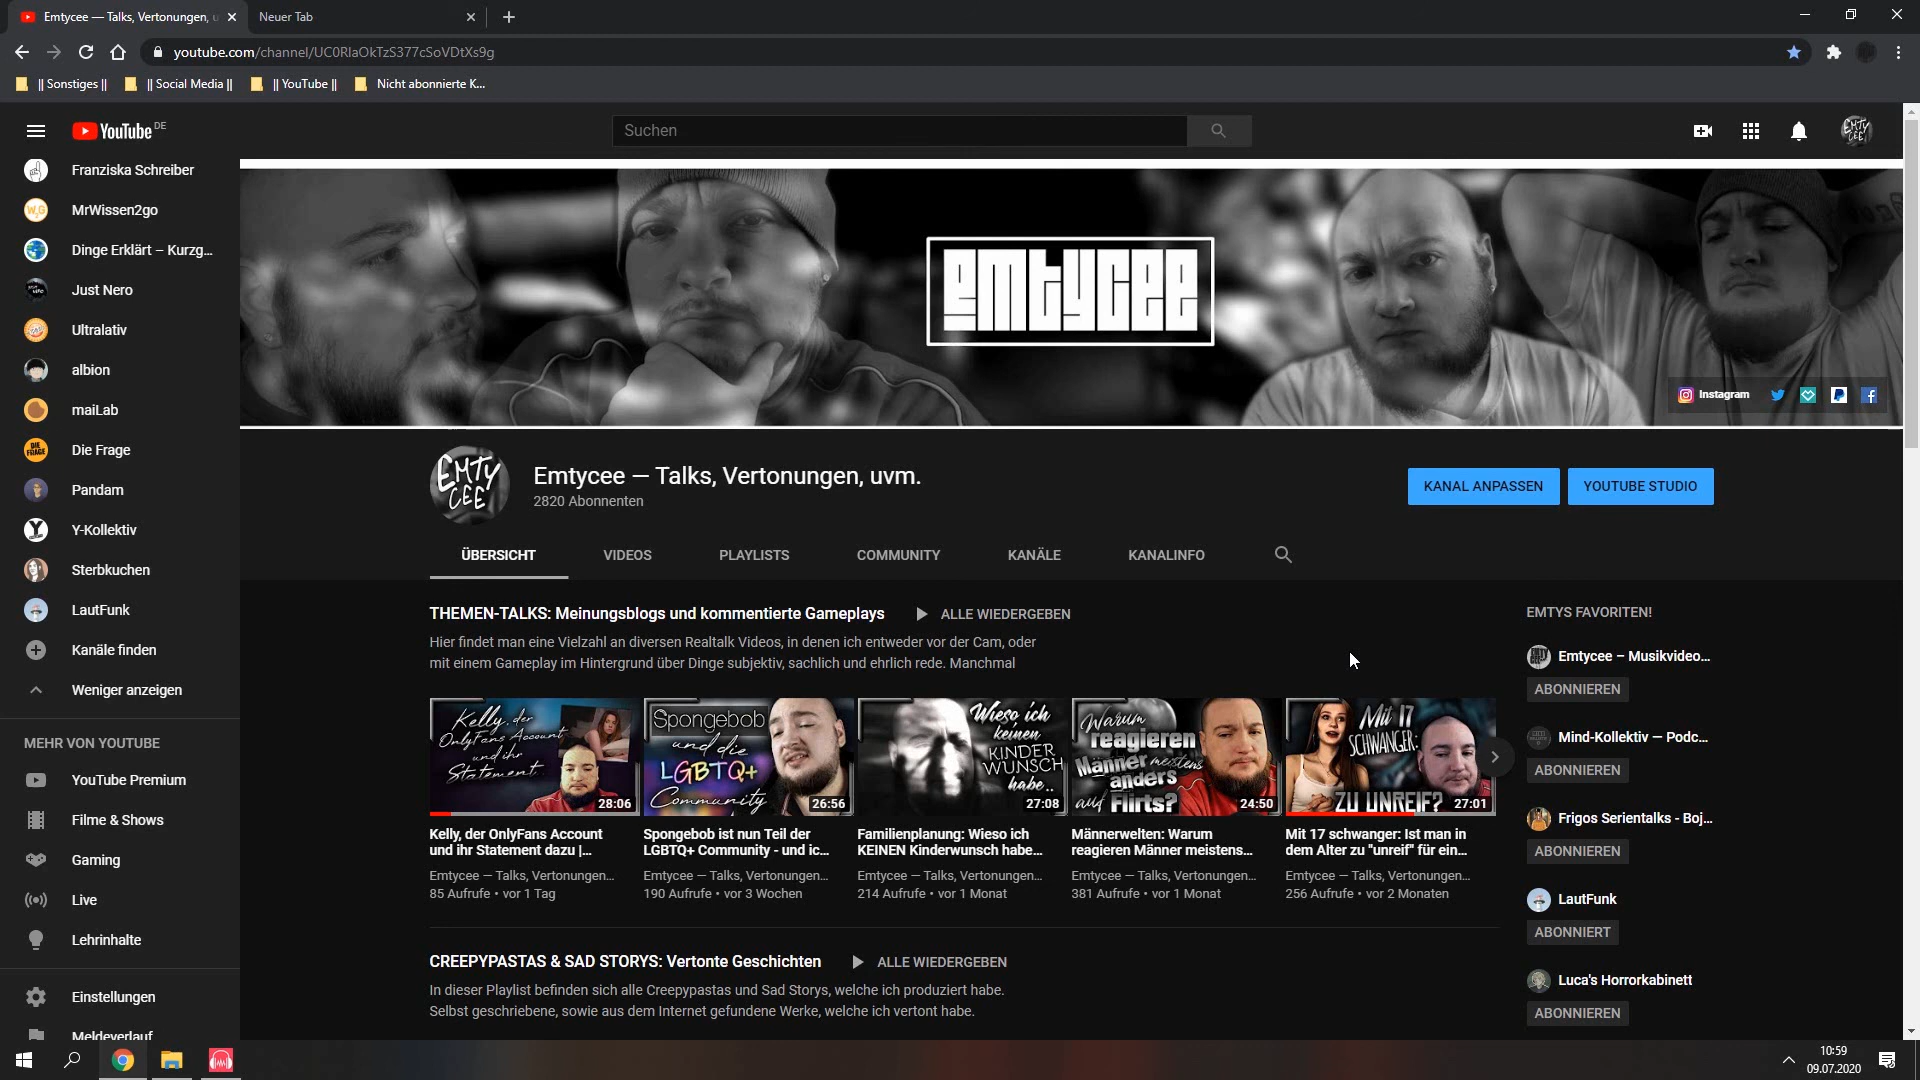 Emtycee — Talks, Vertonungen, u
Neuer Tab
youtube.com/channel/UC0RlaOkTzS377cSoVDtXs9g
|| Sonstiges ||
|| Social Media ||
|| YouTube ||
Nicht abonnierte K...
YouTube DE
Suchen
Franziska Schreiber
MrWissen2go
Dinge Erklärt – Kurzg...
Just Nero
Ultralativ
albion
maiLab
Die Frage
Pandam
Y-Kollektiv
Sterbkuchen
LautFunk
Kanäle finden
Weniger anzeigen
MEHR VON YOUTUBE
YouTube Premium
Filme & Shows
Gaming
Live
Lehrinhalte
Einstellungen
Meldeverlauf
emtycee
Instagram
EMTY
CEE
Emtycee — Talks, Vertonungen, uvm.
2820 Abonnenten
KANAL ANPASSEN
YOUTUBE STUDIO
ÜBERSICHT
VIDEOS
PLAYLISTS
COMMUNITY
KANÄLE
KANALINFO
THEMEN-TALKS: Meinungsblogs und kommentierte Gameplays
ALLE WIEDERGEBEN
Hier findet man eine Vielzahl an diversen Realtalk Videos, in denen ich entweder vor der Cam, oder
mit einem Gameplay im Hintergrund über Dinge subjektiv, sachlich und ehrlich rede. Manchmal
Kelly, der
OnlyFans Account
und ihr
Statement
28:06
Kelly, der OnlyFans Account
und ihr Statement dazu |...
Emtycee — Talks, Vertonungen...
85 Aufrufe • vor 1 Tag
Spongebob
und die
LGBTQ+
Community
26:56
Spongebob ist nun Teil der
LGBTQ+ Community - und ic...
Emtycee — Talks, Vertonungen...
190 Aufrufe • vor 3 Wochen
Wieso ich
keinen
KINDER
WUNSCH
habe..
27:08
Familienplanung: Wieso ich
KEINEN Kinderwunsch habe...
Emtycee — Talks, Vertonungen...
214 Aufrufe • vor 1 Monat
Warum
reagieren
Männer meistens
anders
auf Flirts?
24:50
Männerwelten: Warum
reagieren Männer meistens...
Emtycee — Talks, Vertonungen...
381 Aufrufe • vor 1 Monat
Mit 17
SCHWANGER:
ZU UNREIF?
27:01
Mit 17 schwanger: Ist man in
dem Alter zu "unreif" für ein...
Emtycee — Talks, Vertonungen...
256 Aufrufe • vor 2 Monaten
CREEPYPASTAS & SAD STORYS: Vertonte Geschichten
ALLE WIEDERGEBEN
In dieser Playlist befinden sich alle Creepypastas und Sad Storys, welche ich produziert habe.
Selbst geschriebene, sowie aus dem Internet gefundene Werke, welche ich vertont habe.
EMTYS FAVORITEN!
Emtycee – Musikvideo...
ABONNIEREN
Mind-Kollektiv — Podc...
ABONNIEREN
Frigos Serientalks - Boj...
ABONNIEREN
LautFunk
ABONNIERT
Luca's Horrorkabinett
ABONNIEREN
10:59
09.07.2020